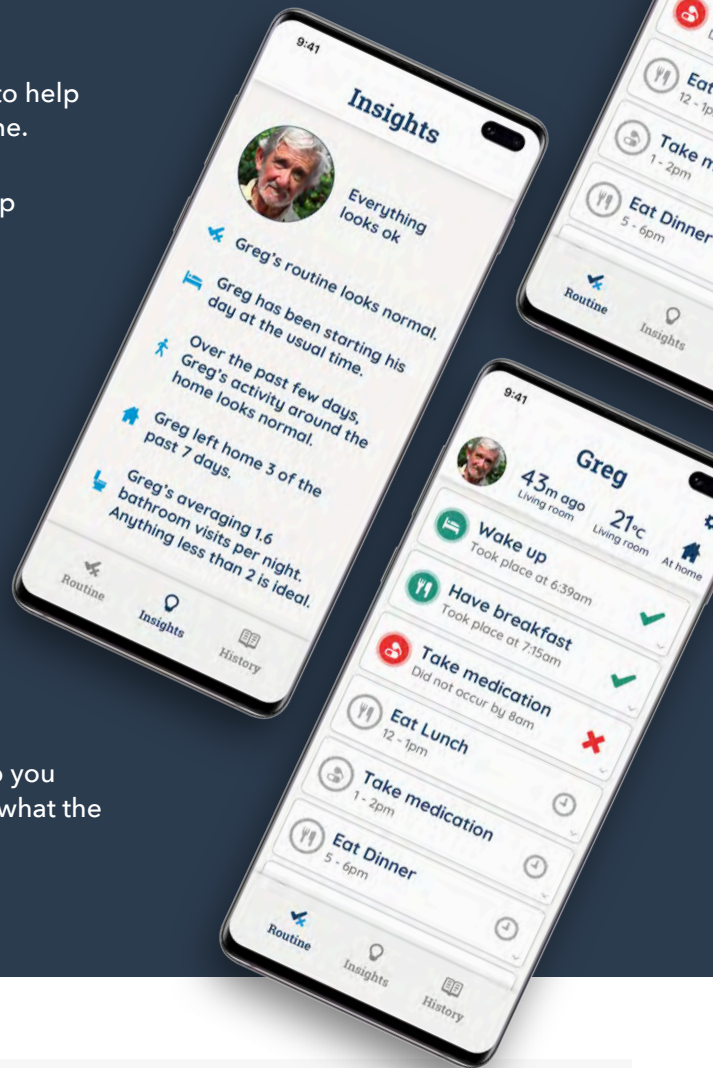 to help
ne.
p
o you
what the
9:41
Insights
Everything
looks ok
Greg's routine looks normal.
Greg has been starting his
day at the usual time.
Over the past few days,
Greg's activity around the
home looks normal.
Greg left home 3 of the
past 7 days.
Greg's averaging 1.6
bathroom visits per night.
Anything less than 2 is ideal.
Routine
Insights
History
Eat
12 - 1p
Take m
1 - 2pm
Eat Dinner
5 - 6pm
Routine
Insights
9:41
Greg
43m ago
Living room
21°C
Living room
At home
Wake up
Took place at 6:39am
Have breakfast
Took place at 7:15am
Take medication
Did not occur by 8am
Eat Lunch
12 - 1pm
Take medication
1 - 2pm
Eat Dinner
5 - 6pm
Routine
Insights
History